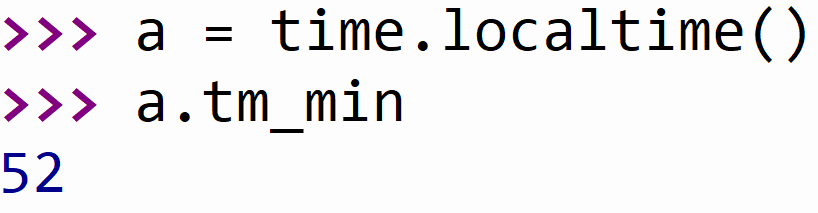 >>> a = time.localtime()
>>> a.tm_min
52